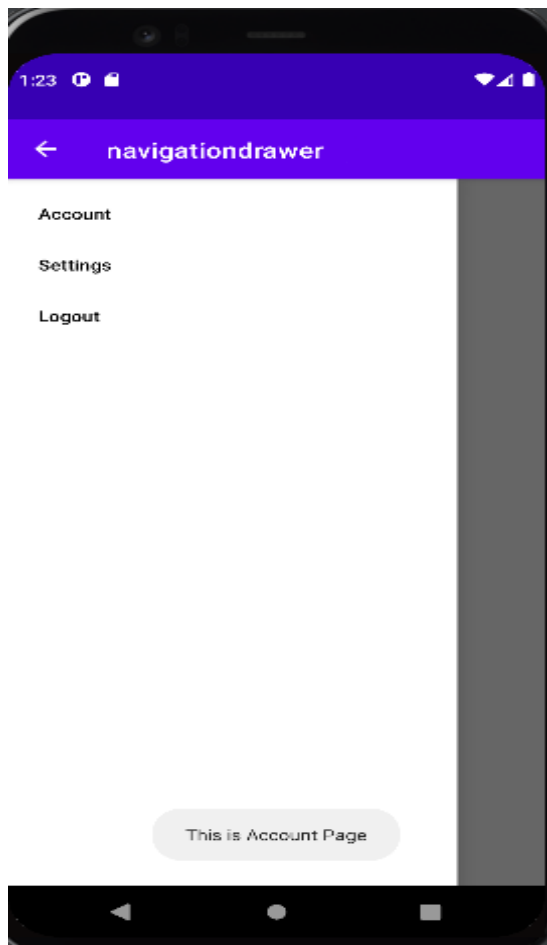 1:23
navigationdrawer
Account
Settings
Logout
This is Account Page